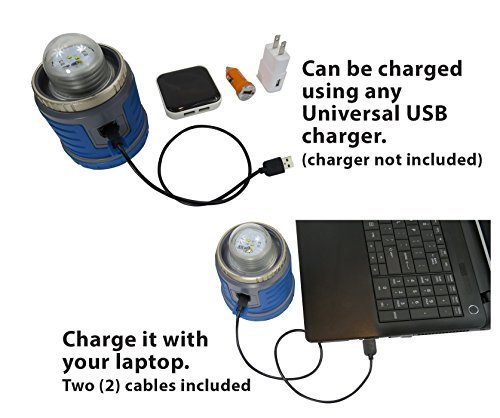 Can be charged
using any
Universal USB
charger.
(charger not included)
Charge it with
your laptop.
Two (2) cables included